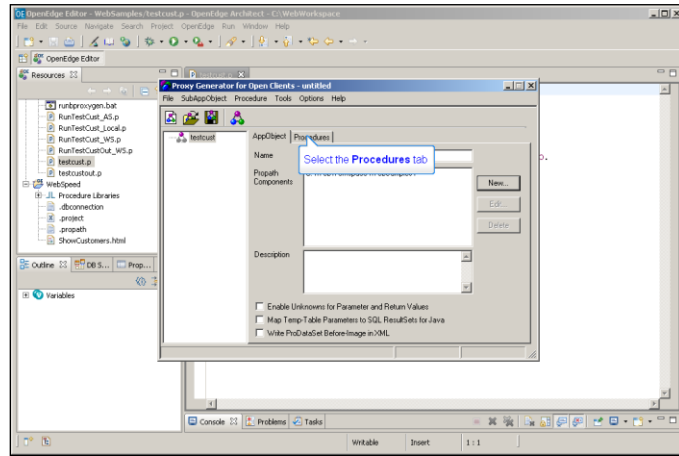 OpenEdge Editor - WebSamples/testcust.p - OpenEdge Architect - C:\WebWorkspace
File Edit Source Navigate Search Project OpenEdge Run Window Help
OpenEdge Editor
Resources
runbproxygen.bat
RunTestCust_AS.p
RunTestCust_Local.p
RunTestCust_WS.p
RunTestCustOut_WS.p
testcust.p
testcustout.p
WebSpeed
Procedure Libraries
.dbconnection
.project
.propath
ShowCustomers.html
Outline
DB S...
Prop...
Variables
Proxy Generator for Open Clients - untitled
File SubAppObject Procedure Tools Options Help
testcust
AppObject
Procedures
Name
Select the Procedures tab
Propath
Components
New...
Edit...
Delete
Description
Enable Unknowns for Parameter and Return Values
Map Temp-Table Parameters to SQL ResultSets for Java
Write ProDataSet Before-Image in XML
Console
Problems
Tasks
Writable
Insert
1 : 1